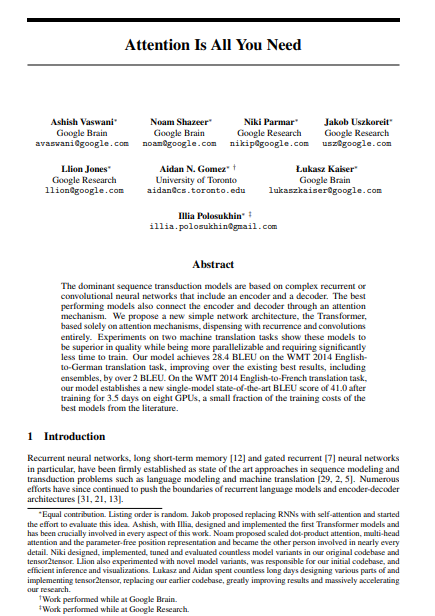 Attention Is All You Need
Ashish Vaswani∗ Noam Shazeer∗ Niki Parmar∗ Jakob Uszkoreit∗
Google Brain Google Brain Google Research Google Research
avaswani@google.com noam@google.com nikip@google.com usz@google.com
Llion Jones∗ Aidan N. Gomez∗ † Łukasz Kaiser∗
Google Research University of Toronto Google Brain
llion@google.com aidan@cs.toronto.edu lukaszkaiser@google.com
Illia Polosukhin∗ ‡
illia.polosukhin@gmail.com
Abstract
The dominant sequence transduction models are based on complex recurrent or
convolutional neural networks that include an encoder and a decoder. The best
performing models also connect the encoder and decoder through an attention
mechanism. We propose a new simple network architecture, the Transformer,
based solely on attention mechanisms, dispensing with recurrence and convolutions
entirely. Experiments on two machine translation tasks show these models to
be superior in quality while being more parallelizable and requiring significantly
less time to train. Our model achieves 28.4 BLEU on the WMT 2014 English-
to-German translation task, improving over the existing best results, including
ensembles, by over 2 BLEU. On the WMT 2014 English-to-French translation task,
our model establishes a new single-model state-of-the-art BLEU score of 41.0 after
training for 3.5 days on eight GPUs, a small fraction of the training costs of the
best models from the literature.
1 Introduction
Recurrent neural networks, long short-term memory [12] and gated recurrent [7] neural networks
in particular, have been firmly established as state of the art approaches in sequence modeling and
transduction problems such as language modeling and machine translation [29, 2, 5]. Numerous
efforts have since continued to push the boundaries of recurrent language models and encoder-decoder
architectures [31, 21, 13].
∗Equal contribution. Listing order is random. Jakob proposed replacing RNNs with self-attention and started
the effort to evaluate this idea. Ashish, with Illia, designed and implemented the first Transformer models and
has been crucially involved in every aspect of this work. Noam proposed scaled dot-product attention, multi-head
attention and the parameter-free position representation and became the other person involved in nearly every
detail. Niki designed, implemented, tuned and evaluated countless model variants in our original codebase and
tensor2tensor. Llion also experimented with novel model variants, was responsible for our initial codebase, and
efficient inference and visualizations. Lukasz and Aidan spent countless long days designing various parts of and
implementing tensor2tensor, replacing our earlier codebase, greatly improving results and massively accelerating
our research.
†Work performed while at Google Brain.
‡Work performed while at Google Research.